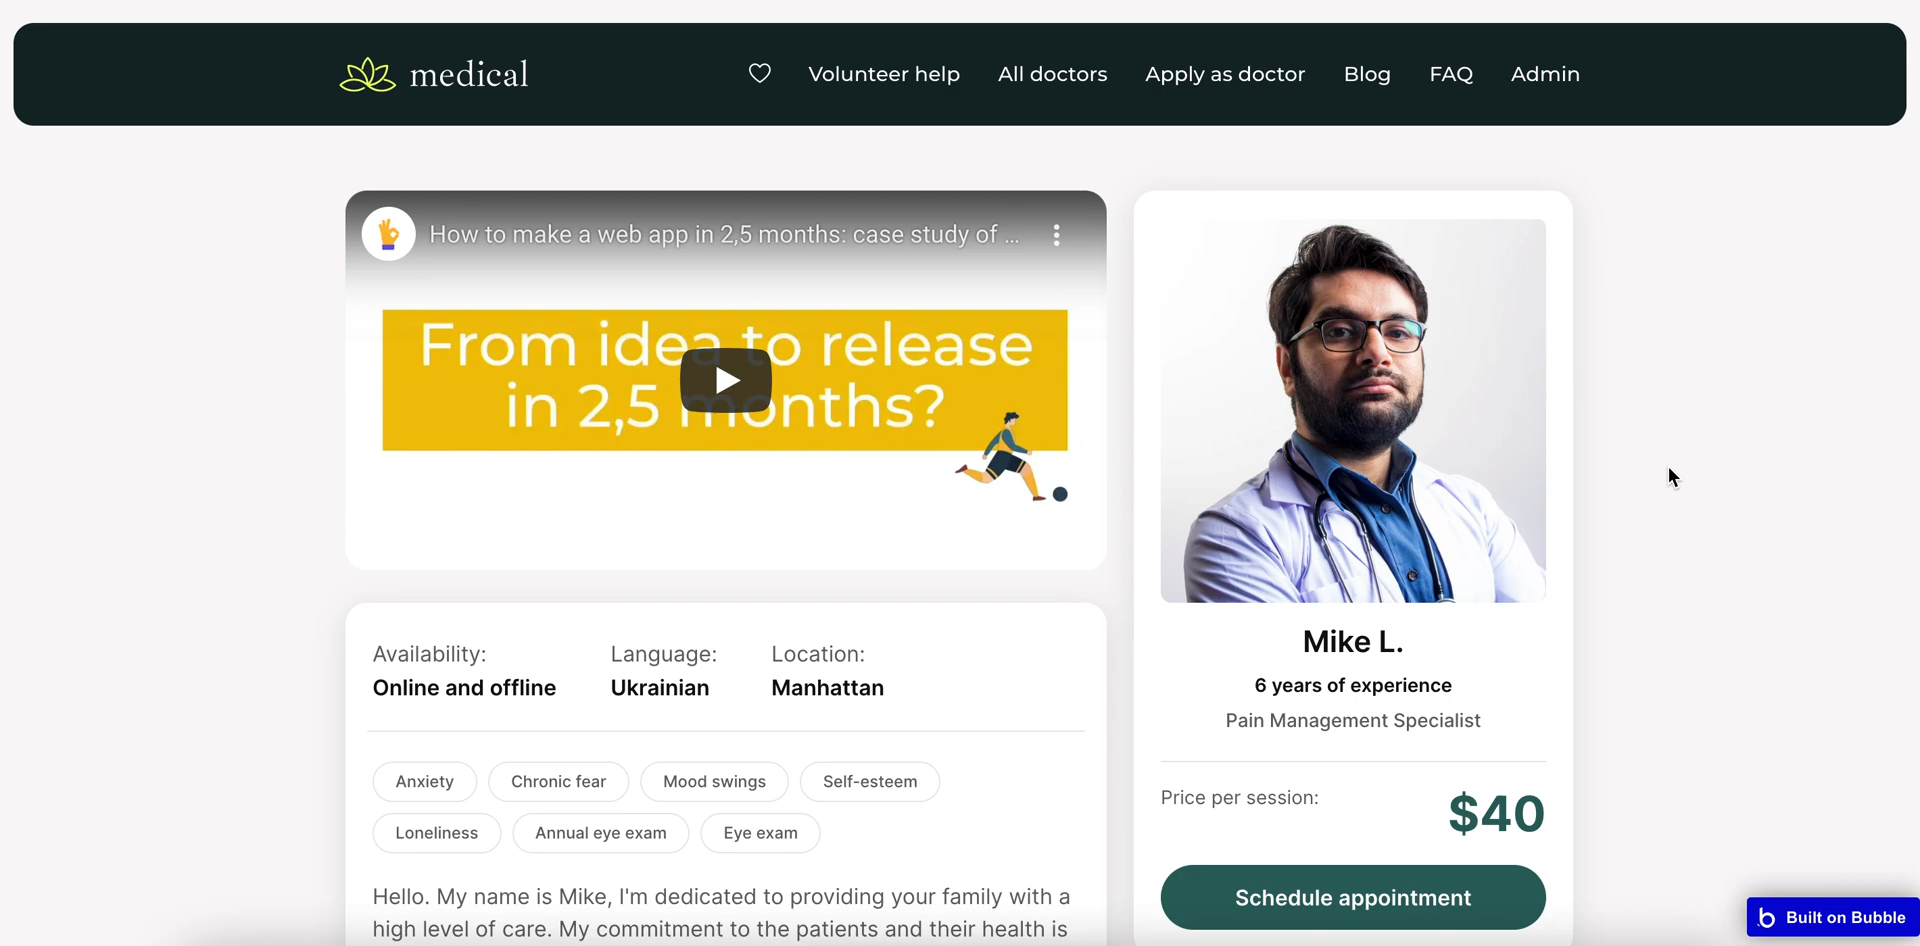 medical
Volunteer help
All doctors
Apply as doctor
Blog
FAQ
Admin
How to make a web app in 2,5 months: case study of ...
From idea to release
in 2,5 months?
Availability:
Online and offline
Language:
Ukrainian
Location:
Manhattan
Anxiety
Chronic fear
Mood swings
Self-esteem
Loneliness
Annual eye exam
Eye exam
Hello. My name is Mike, I'm dedicated to providing your family with a
high level of care. My commitment to the patients and their health is
Mike L.
6 years of experience
Pain Management Specialist
Price per session:
$40
Schedule appointment
Built on Bubble